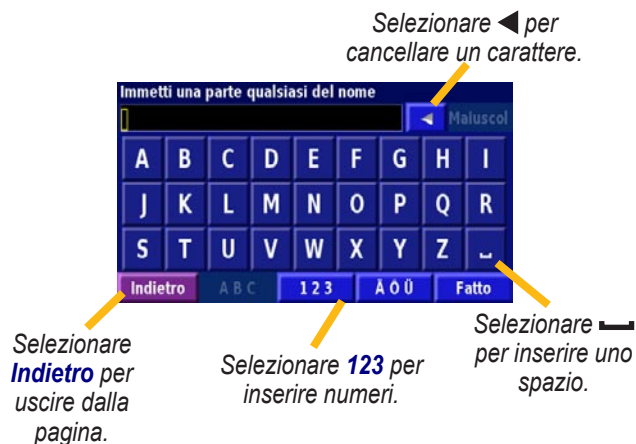 Selezionare ◀ per
cancellare un carattere.
Immetti una parte qualsiasi del nome
◀ Maluscol
A B C D E F G H I
J K L M N O P Q R
S T U V W X Y Z ⎵
Indietro A B C 1 2 3 Ä Ó Ü Fatto
Selezionare
Indietro per
uscire dalla
pagina.
Selezionare 123 per
inserire numeri.
Selezionare ⎵
per inserire uno
spazio.